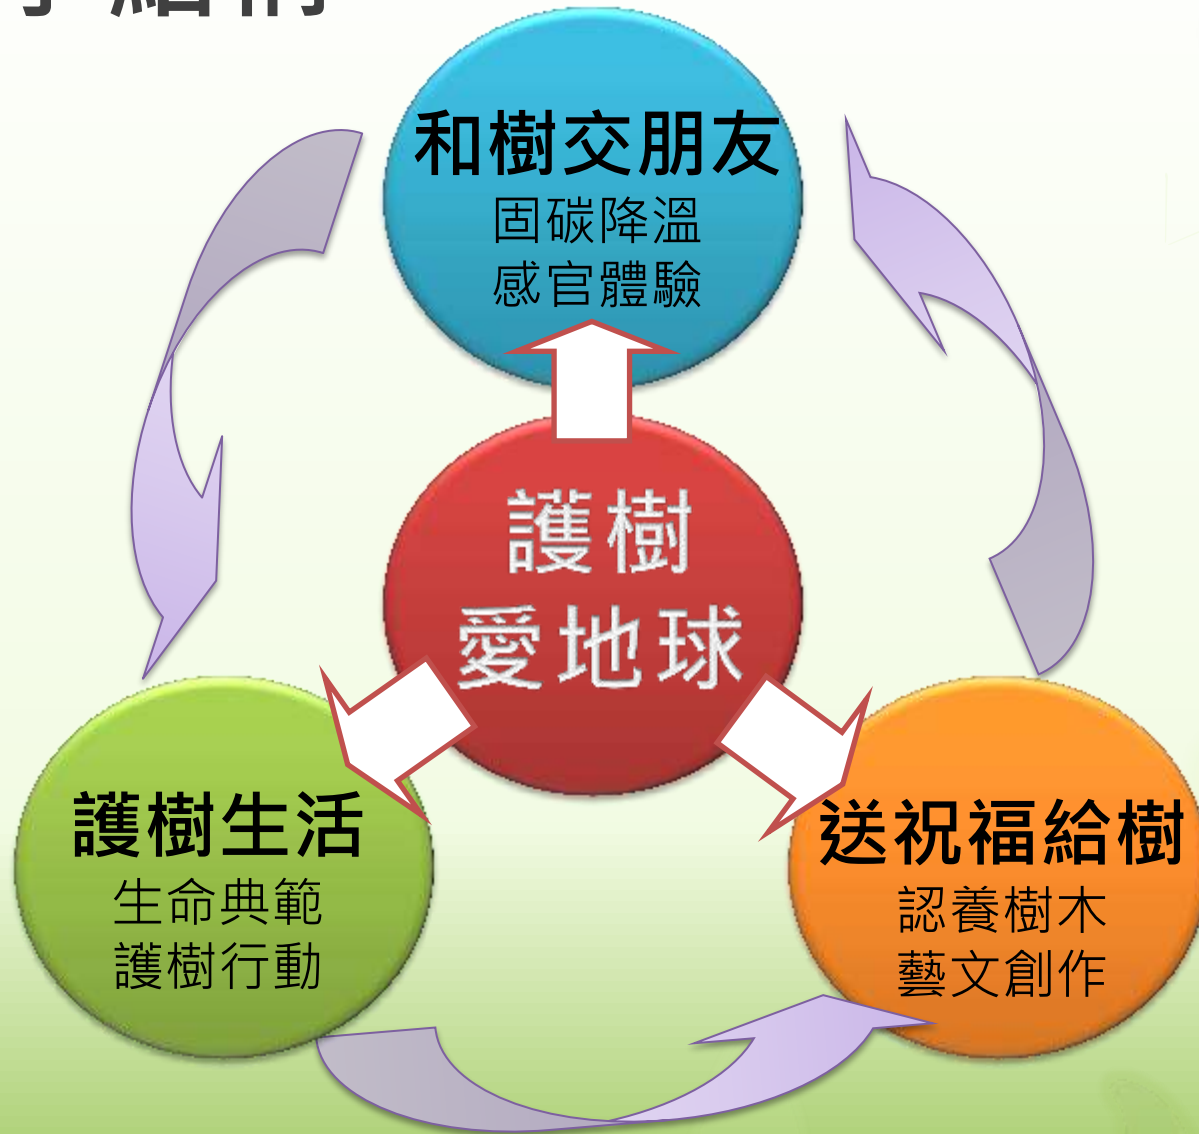 和樹交朋友
固碳降溫
感官體驗
護樹
愛地球
護樹生活
生命典範
護樹行動
送祝福給樹
認養樹木
藝文創作